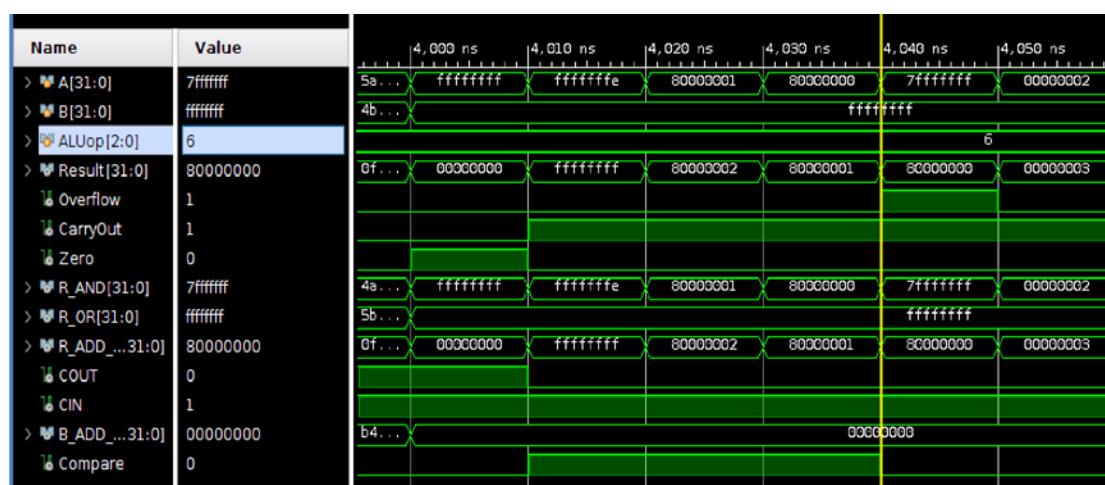 Name Value 4,000 ns 4,010 ns 4,020 ns 4,030 ns 4,040 ns 4,050 ns
A[31:0] 7fffffff 5a... ffffffff fffffffe 80000001 80000000 7fffffff 00000002
B[31:0] ffffffff 4b... ffffffff
ALUop[2:0] 6 6
Result[31:0] 80000000 0f... 00000000 ffffffff 80000002 80000001 80000000 00000003
Overflow 1
CarryOut 1
Zero 0
R_AND[31:0] 7fffffff 4a... ffffffff fffffffe 80000001 80000000 7fffffff 00000002
R_OR[31:0] ffffffff 5b... ffffffff
R_ADD_...31:0] 80000000 0f... 00000000 ffffffff 80000002 80000001 80000000 00000003
COUT 0
CIN 1
B_ADD_...31:0] 00000000 b4... 00000000
Compare 0